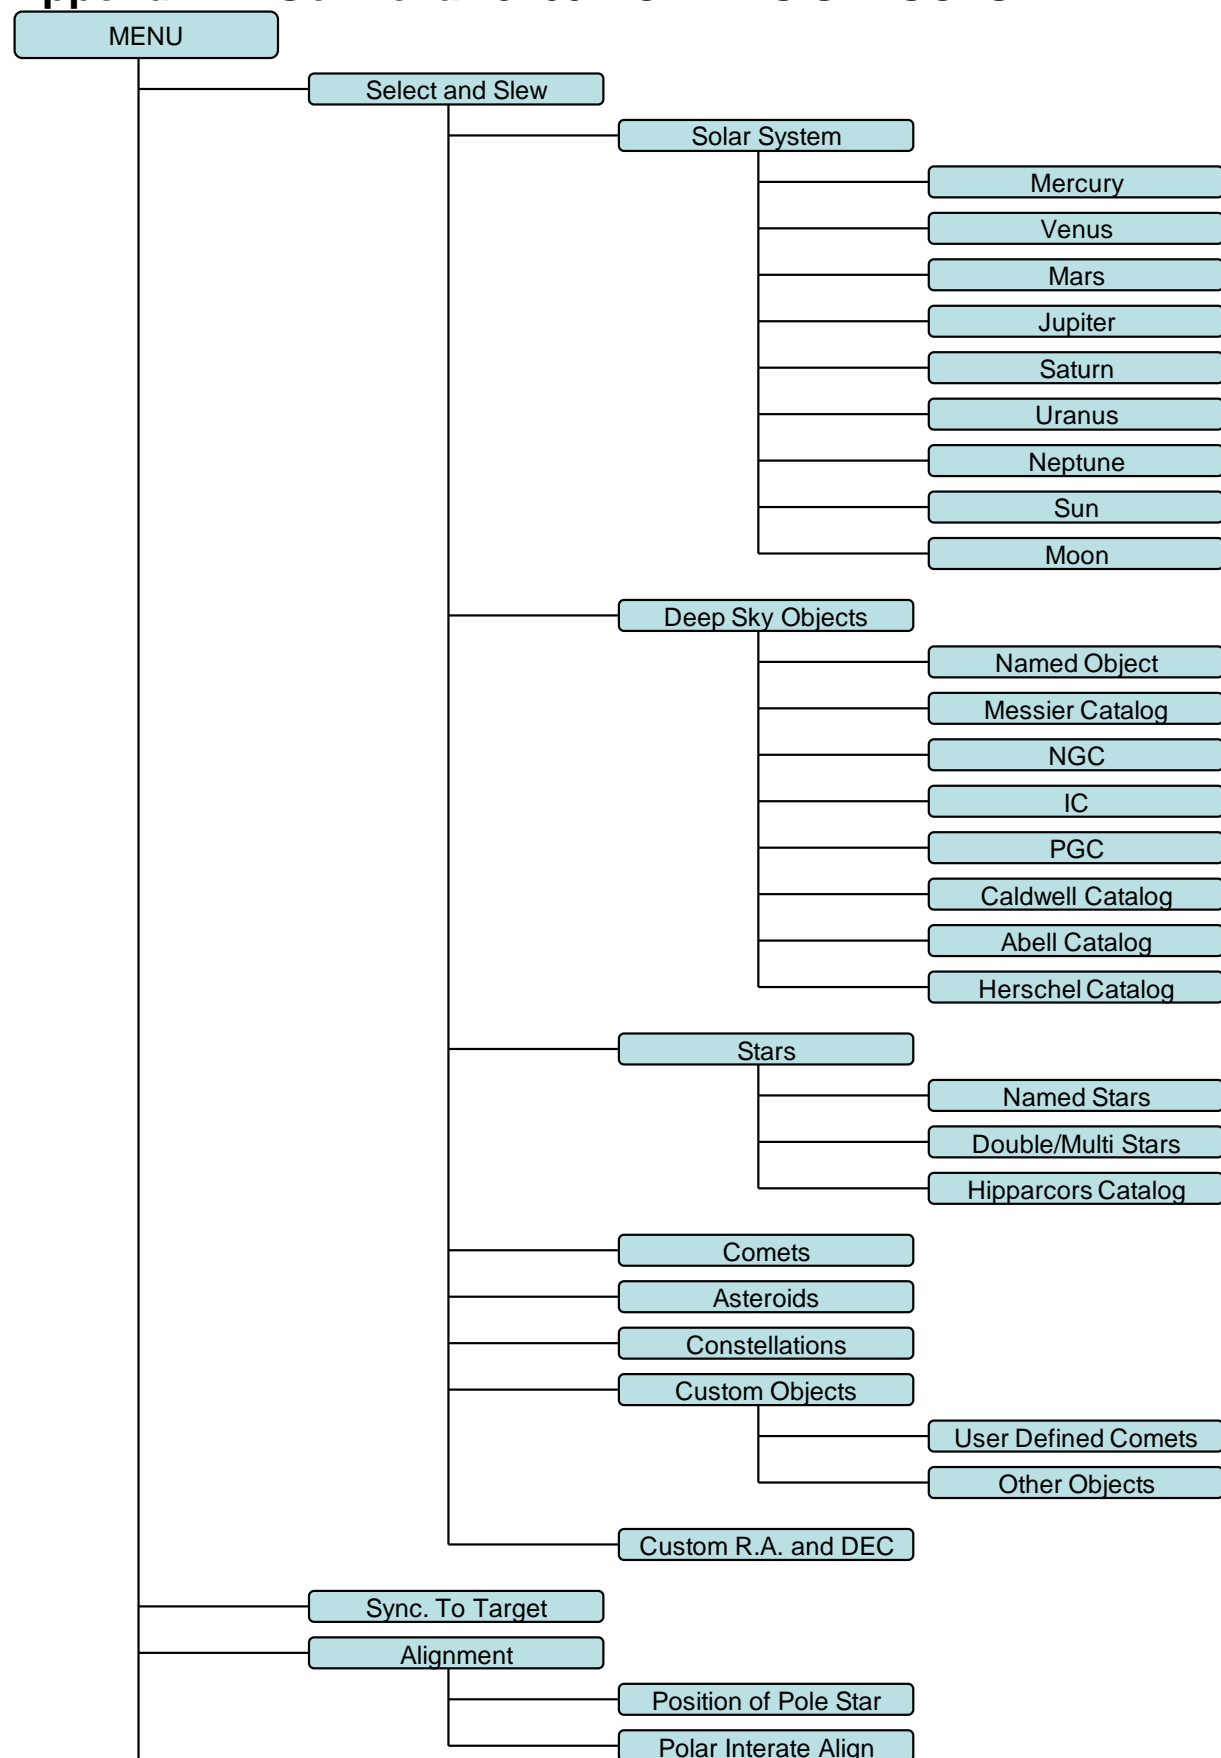 MENU
Select and Slew
Solar System
Mercury
Venus
Mars
Jupiter
Saturn
Uranus
Neptune
Sun
Moon
Deep Sky Objects
Named Object
Messier Catalog
NGC
IC
PGC
Caldwell Catalog
Abell Catalog
Herschel Catalog
Stars
Named Stars
Double/Multi Stars
Hipparcors Catalog
Comets
Asteroids
Constellations
Custom Objects
User Defined Comets
Other Objects
Custom R.A. and DEC
Sync. To Target
Alignment
Position of Pole Star
Polar Interate Align